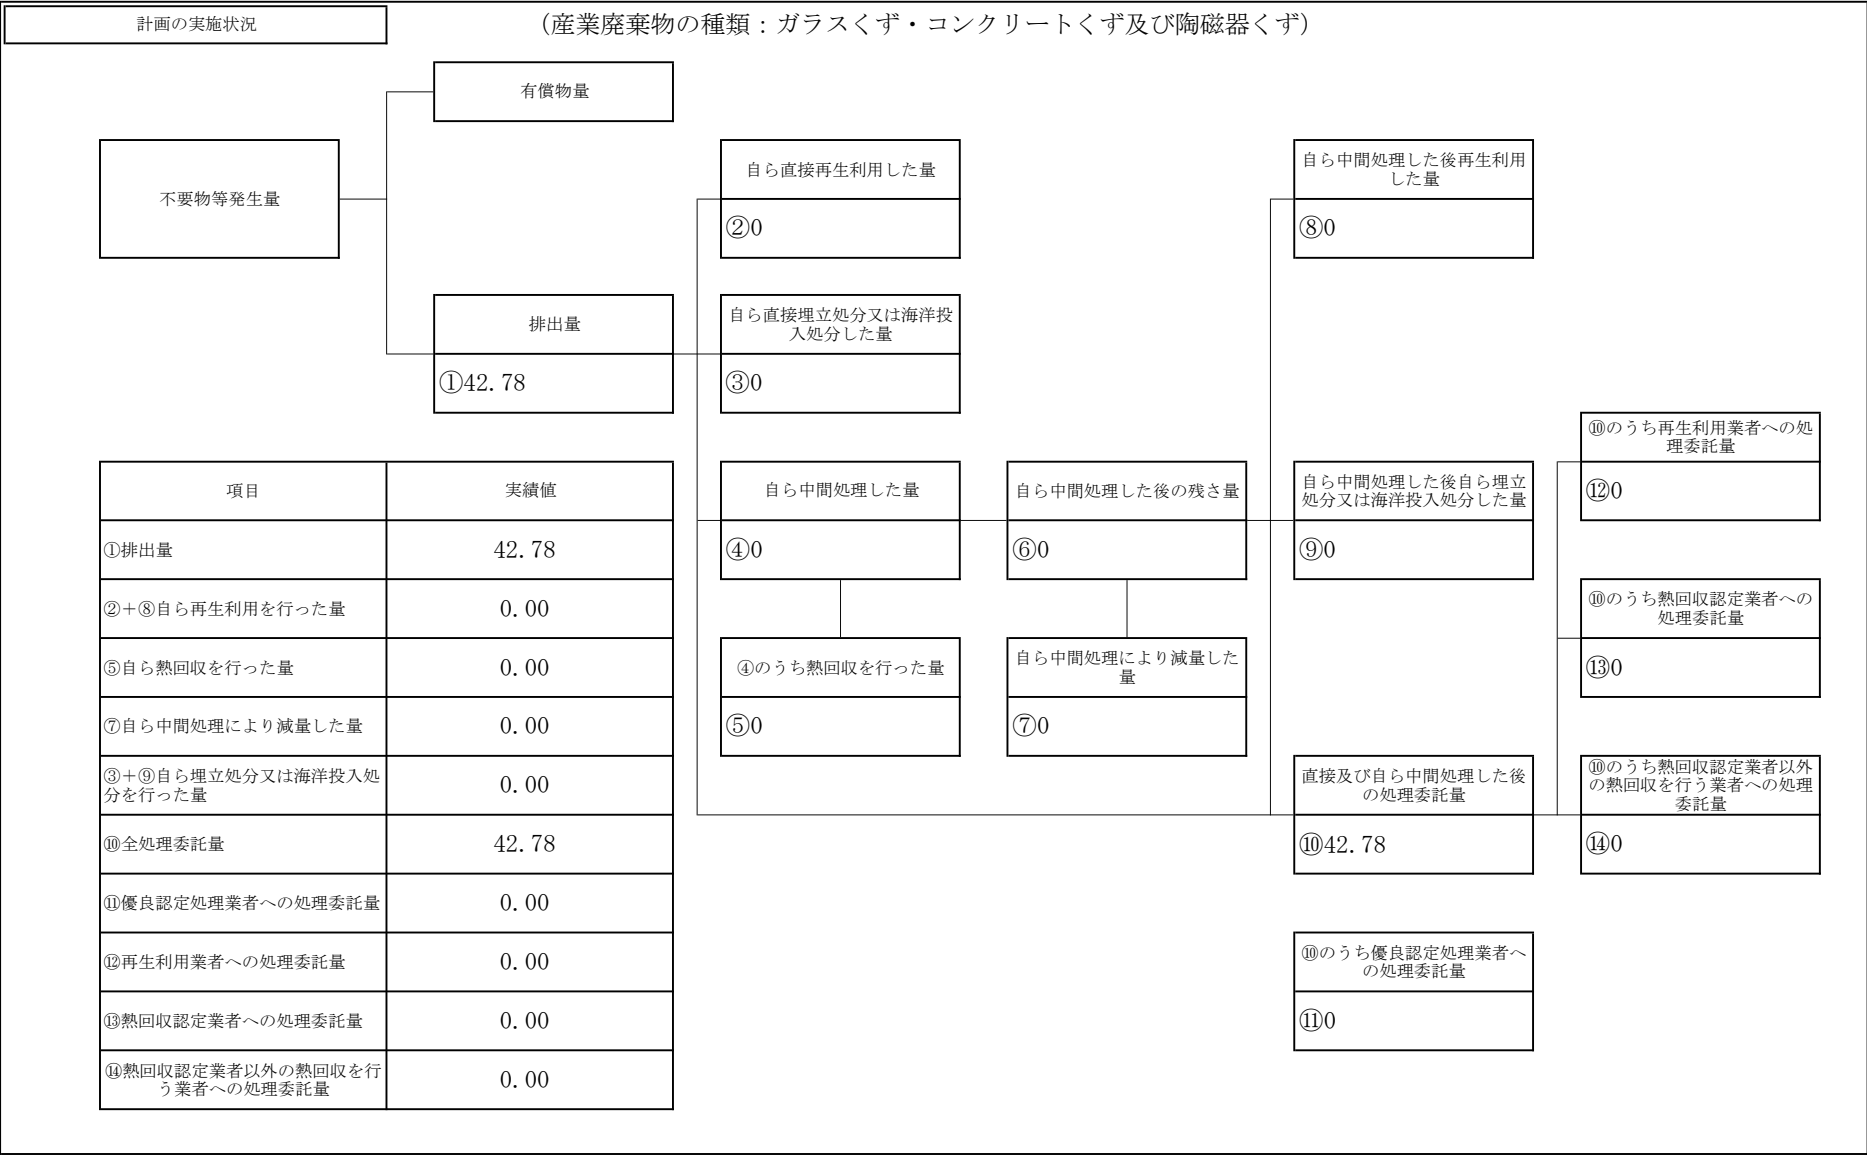 計画の実施状況
（産業廃棄物の種類：ガラスくず・コンクリートくず及び陶磁器くず）
有償物量
不要物等発生量
自ら直接再生利用した量
②0
自ら中間処理した後再生利用
した量
⑧0
排出量
①42.78
自ら直接埋立処分又は海洋投
入処分した量
③0
⑩のうち再生利用業者への処
理委託量
⑫0
自ら中間処理した量
④0
自ら中間処理した後の残さ量
⑥0
自ら中間処理した後自ら埋立
処分又は海洋投入処分した量
⑨0
⑩のうち熱回収認定業者への
処理委託量
⑬0
④のうち熱回収を行った量
⑤0
自ら中間処理により減量した
量
⑦0
直接及び自ら中間処理した後
の処理委託量
⑩42.78
⑩のうち熱回収認定業者以外
の熱回収を行う業者への処理
委託量
⑭0
⑩のうち優良認定処理業者へ
の処理委託量
⑪0
項目 実績値
①排出量 42.78
②＋⑧自ら再生利用を行った量 0.00
⑤自ら熱回収を行った量 0.00
⑦自ら中間処理により減量した量 0.00
③＋⑨自ら埋立処分又は海洋投入処
分を行った量 0.00
⑩全処理委託量 42.78
⑪優良認定処理業者への処理委託量 0.00
⑫再生利用業者への処理委託量 0.00
⑬熱回収認定業者への処理委託量 0.00
⑭熱回収認定業者以外の熱回収を行
う業者への処理委託量 0.00